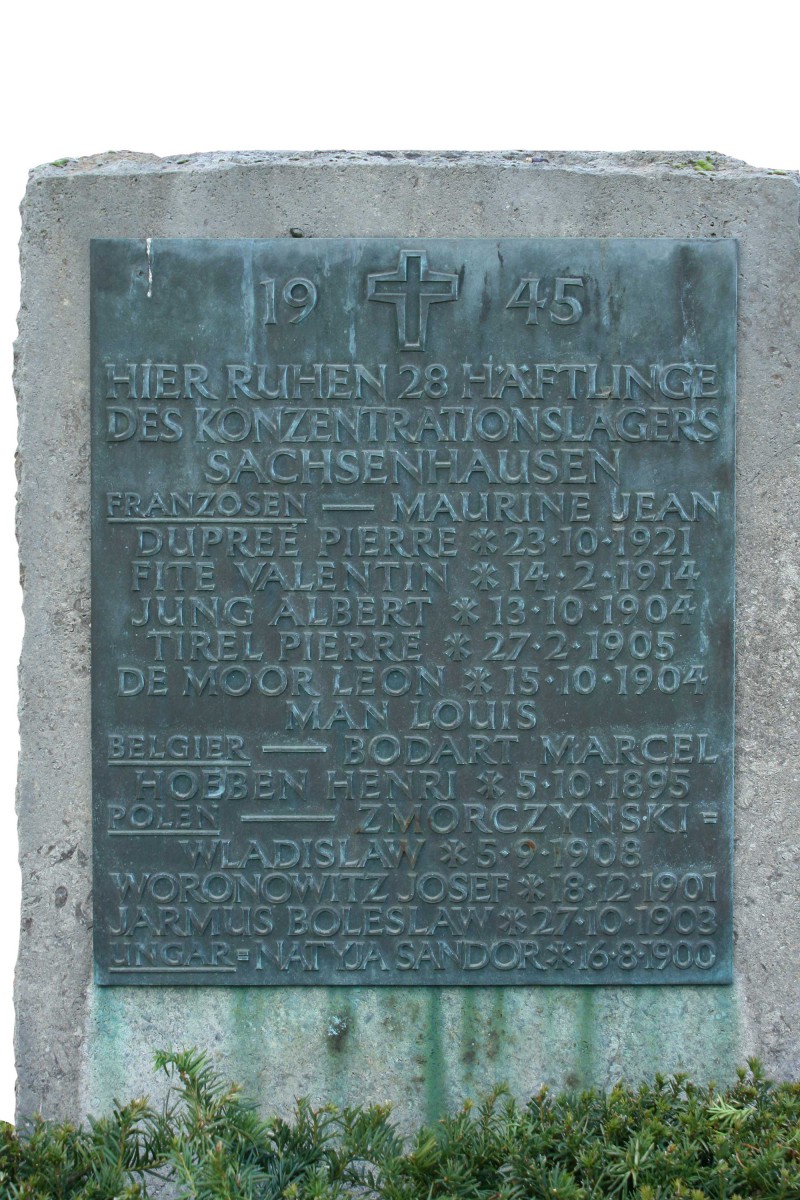 19 45
HIER RUHEN 28 HÄFTLINGE
DES KONZENTRATIONSLAGERS
SACHSENHAUSEN
FRANZOSEN — MAURINE JEAN
DUPREE PIERRE * 23·10·1921
FITE VALENTIN * 14·2·1914
JUNG ALBERT * 13·10·1904
TIREL PIERRE * 27·2·1905
DE MOOR LEON * 15·10·1904
MAN LOUIS
BELGIER — BODART MARCEL
HOEBEN HENRI * 5·10·1895
POLEN — ZMORCZYNSKI=
WLADISLAW * 5·9·1908
WORONOWITZ JOSEF * 18·12·1901
JARMUS BOLESLAW * 27·10·1903
UNGAR = NATYJA SANDOR * 16·8·1900